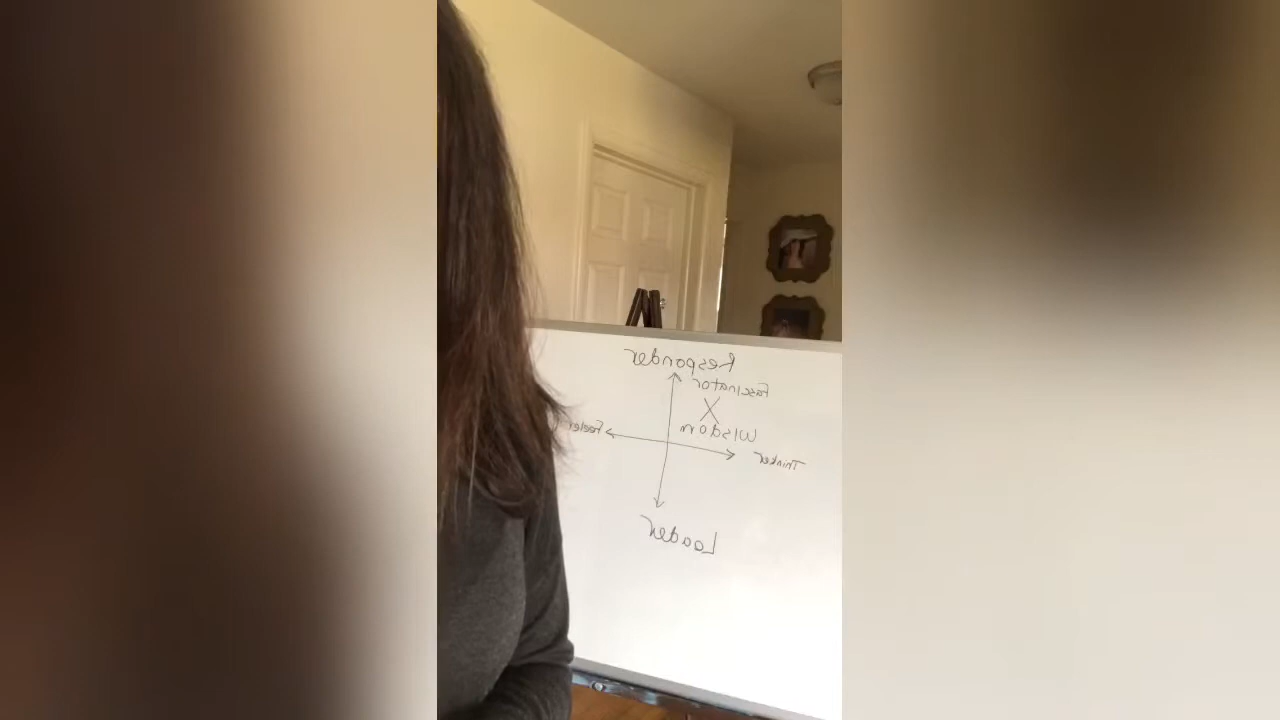 Responder
Fascinator
X
Wisdom
Feeler
Thinker
Leader